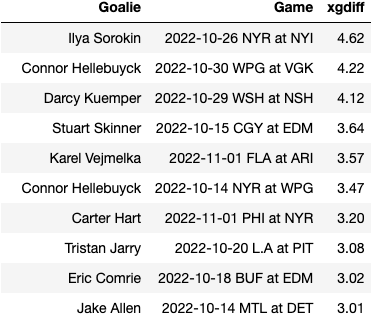 Goalie Game xgdiff
Ilya Sorokin 2022-10-26 NYR at NYI 4.62
Connor Hellebuyck 2022-10-30 WPG at VGK 4.22
Darcy Kuemper 2022-10-29 WSH at NSH 4.12
Stuart Skinner 2022-10-15 CGY at EDM 3.64
Karel Vejmelka 2022-11-01 FLA at ARI 3.57
Connor Hellebuyck 2022-10-14 NYR at WPG 3.47
Carter Hart 2022-11-01 PHI at NYR 3.20
Tristan Jarry 2022-10-20 L.A at PIT 3.08
Eric Comrie 2022-10-18 BUF at EDM 3.02
Jake Allen 2022-10-14 MTL at DET 3.01